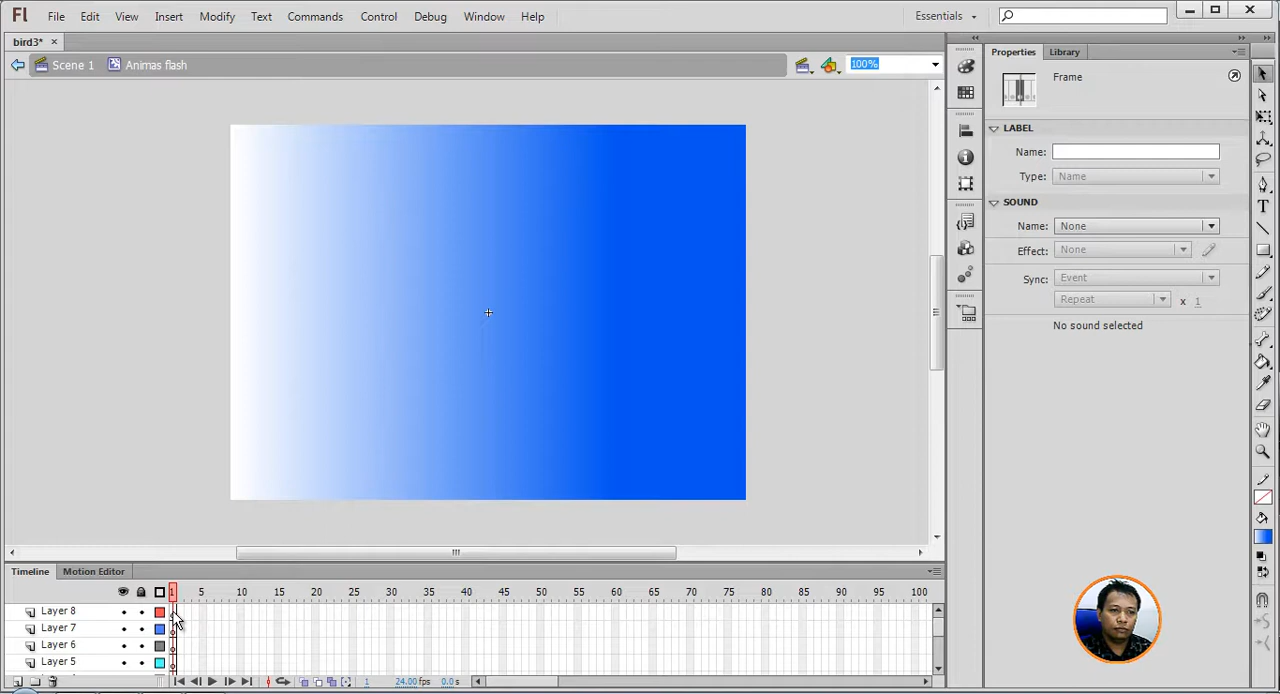 Fl File Edit View Insert Modify Text Commands Control Debug Window Help Essentials
bird3* ×
Scene 1 Animas flash 100%
Properties Library
Frame
LABEL
Name:
Type: Name
SOUND
Name: None
Effect: None
Sync: Event
Repeat x 1
No sound selected
Timeline Motion Editor
1 5 10 15 20 25 30 35 40 45 50 55 60 65 70 75 80 85 90 95 100
Layer 8
Layer 7
Layer 6
Layer 5
1 24.00 fps 0.0 s